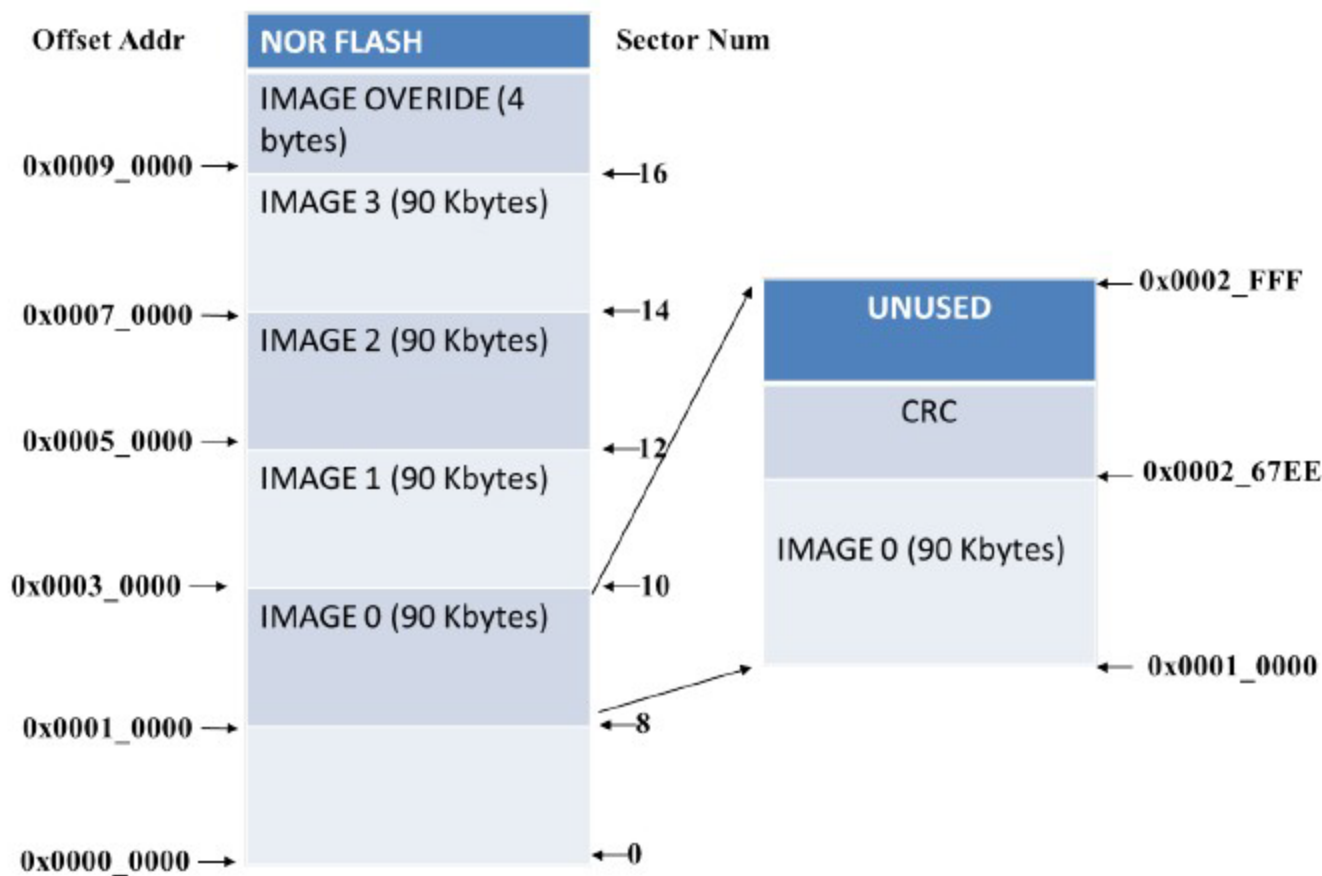 Offset Addr
NOR FLASH
Sector Num
IMAGE OVERIDE (4
bytes)
0x0009_0000
16
IMAGE 3 (90 Kbytes)
0x0007_0000
14
IMAGE 2 (90 Kbytes)
0x0005_0000
12
IMAGE 1 (90 Kbytes)
0x0003_0000
10
IMAGE 0 (90 Kbytes)
0x0001_0000
8
0x0000_0000
0
0x0002_FFF
UNUSED
CRC
0x0002_67EE
IMAGE 0 (90 Kbytes)
0x0001_0000